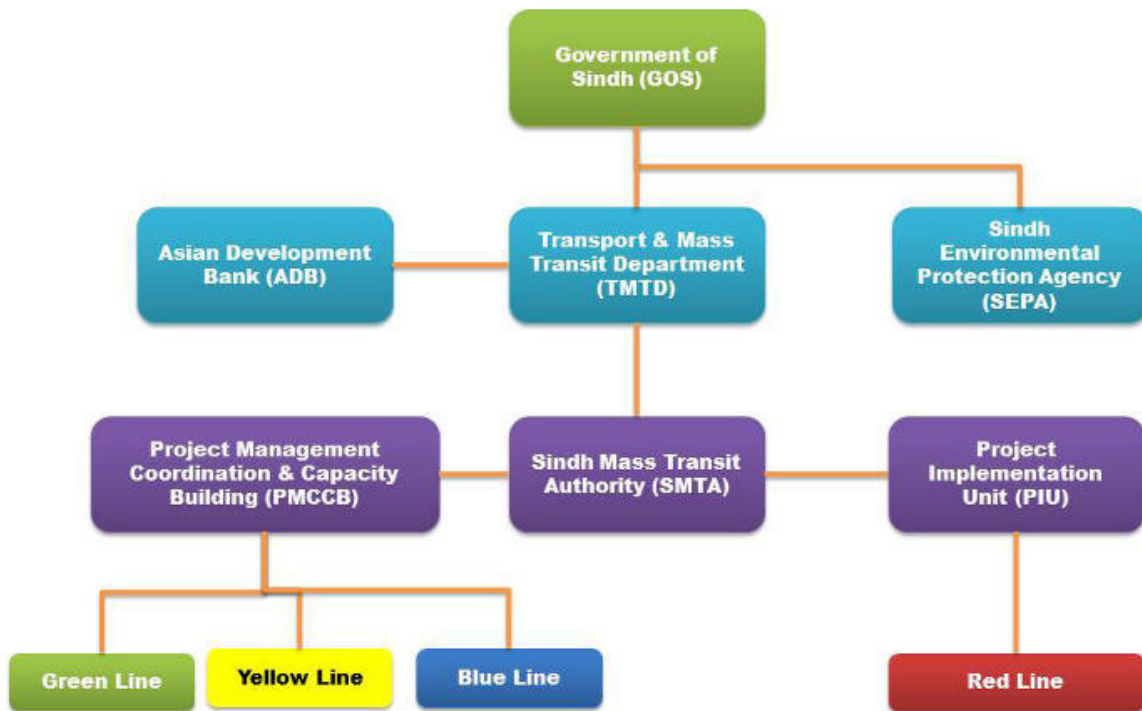 Government of
Sindh (GOS)
Asian Development
Bank (ADB)
Transport & Mass
Transit Department
(TMTD)
Sindh
Environmental
Protection Agency
(SEPA)
Project Management
Coordination & Capacity
Building (PMCCB)
Sindh Mass Transit
Authority (SMTA)
Project
Implementation
Unit (PIU)
Green Line
Yellow Line
Blue Line
Red Line